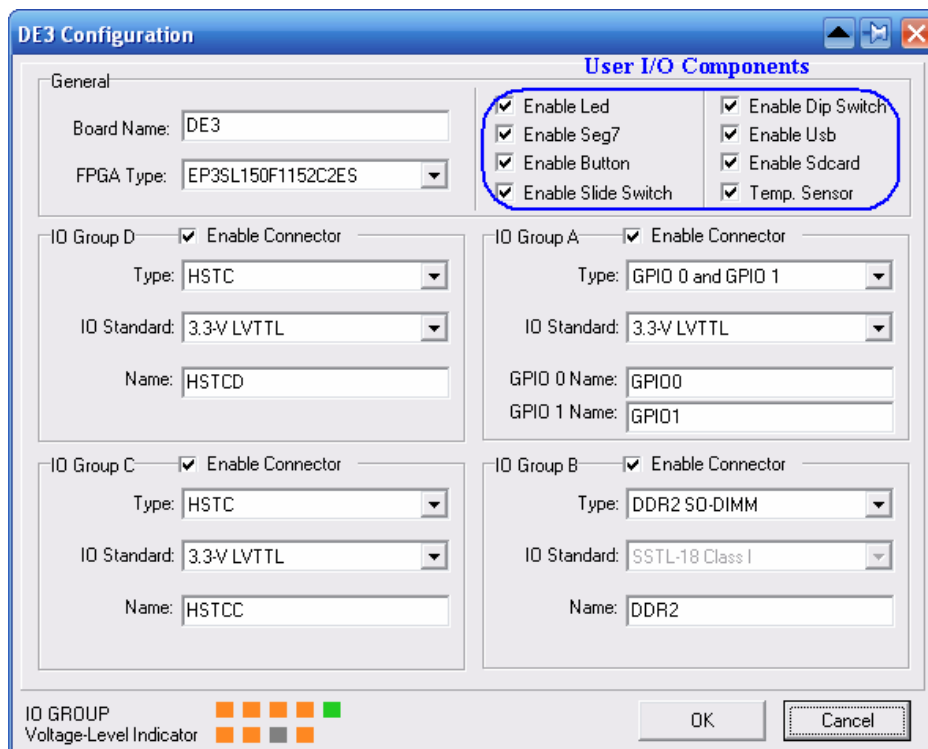 DE3 Configuration
User I/O Components
General
Board Name: DE3
FPGA Type: EP3SL150F1152C2ES
Enable Led
Enable Seg7
Enable Button
Enable Slide Switch
Enable Dip Switch
Enable Usb
Enable Sdcard
Temp. Sensor
IO Group D Enable Connector
Type: HSTC
IO Standard: 3.3-V LVTTL
Name: HSTCD
IO Group A Enable Connector
Type: GPIO 0 and GPIO 1
IO Standard: 3.3-V LVTTL
GPIO 0 Name: GPIO0
GPIO 1 Name: GPIO1
IO Group C Enable Connector
Type: HSTC
IO Standard: 3.3-V LVTTL
Name: HSTCC
IO Group B Enable Connector
Type: DDR2 SO-DIMM
IO Standard: SSTL-18 Class I
Name: DDR2
IO GROUP
Voltage-Level Indicator
OK
Cancel